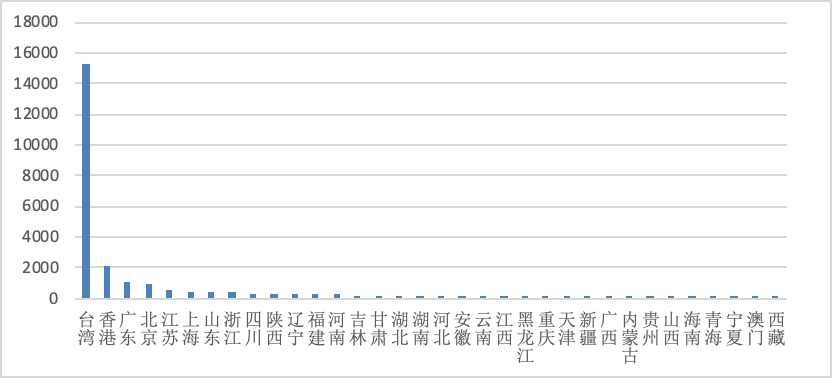 18000
16000
14000
12000
10000
8000
6000
4000
2000
0
台湾
香港
广东
北京
江苏
上海
山东
浙江
四川
陕西
辽宁
福建
河南
吉林
甘肃
湖北
湖南
河北
安徽
云南
江西
黑龙江
重庆
天津
新疆
广西
内蒙古
贵州
山西
海南
青海
宁夏
澳门
西藏